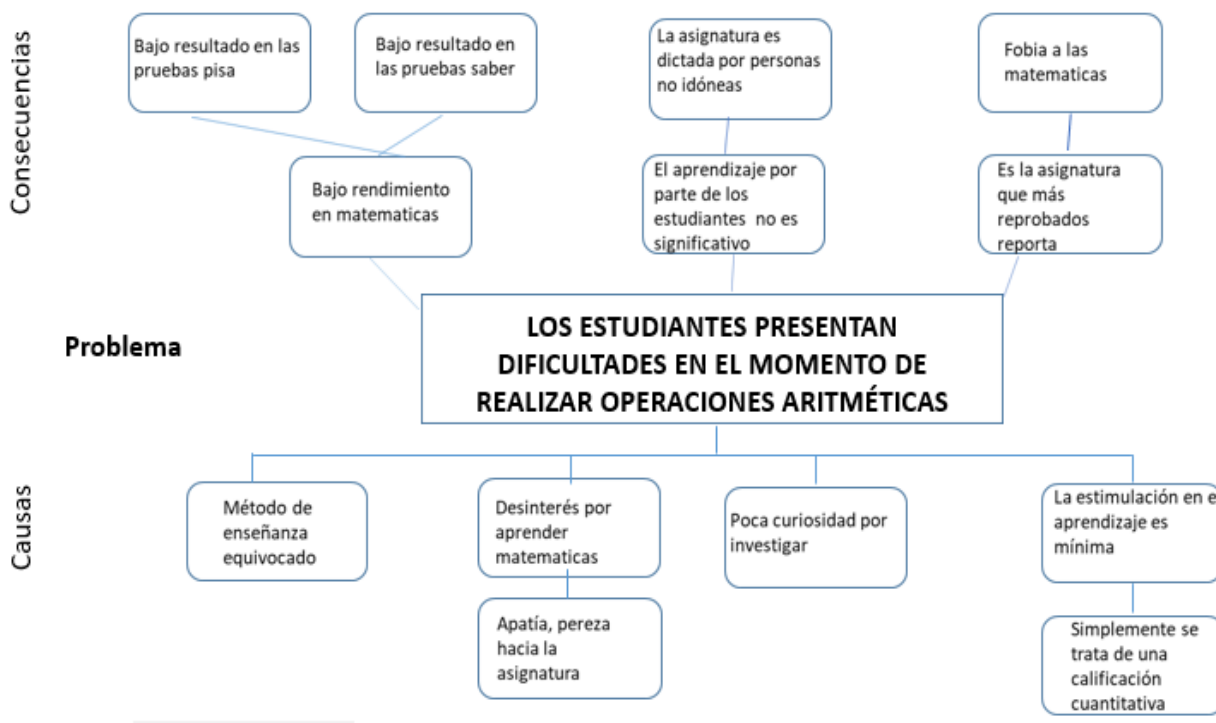 Consecuencias
Bajo resultado en las
pruebas pisa
Bajo resultado en
las pruebas saber
La asignatura es
dictada por personas
no idóneas
Fobia a las
matematicas
Bajo rendimiento
en matematicas
El aprendizaje por
parte de los
estudiantes no es
significativo
Es la asignatura
que más
reprobados
reporta
Problema
LOS ESTUDIANTES PRESENTAN
DIFICULTADES EN EL MOMENTO DE
REALIZAR OPERACIONES ARITMÉTICAS
Causas
Método de
enseñanza
equivocado
Desinterés por
aprender
matematicas
Poca curiosidad por
investigar
La estimulación en e
aprendizaje es
mínima
Apatía, pereza
hacia la
asignatura
Simplemente se
trata de una
calificación
cuantitativa